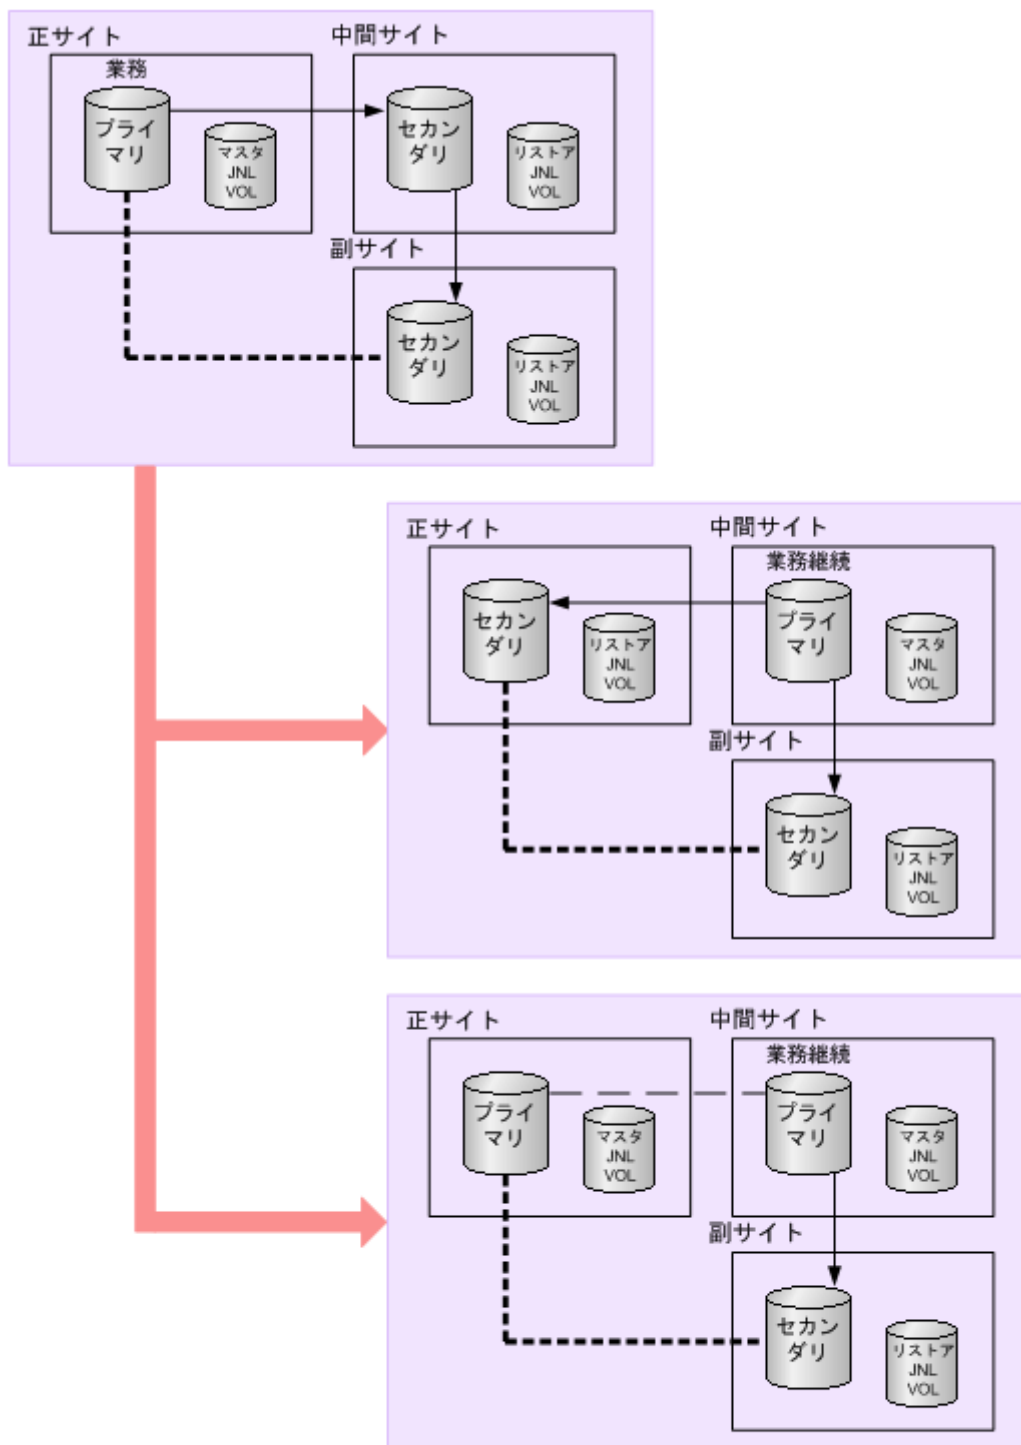 正サイト
中間サイト
業務
プライ
マリ
マスタ
JNL
VOL
セカン
ダリ
リストア
JNL
VOL
副サイト
セカン
ダリ
リストア
JNL
VOL
正サイト
中間サイト
業務継続
セカン
ダリ
リストア
JNL
VOL
プライ
マリ
マスタ
JNL
VOL
副サイト
セカン
ダリ
リストア
JNL
VOL
正サイト
中間サイト
業務継続
プライ
マリ
マスタ
JNL
VOL
プライ
マリ
マスタ
JNL
VOL
副サイト
セカン
ダリ
リストア
JNL
VOL